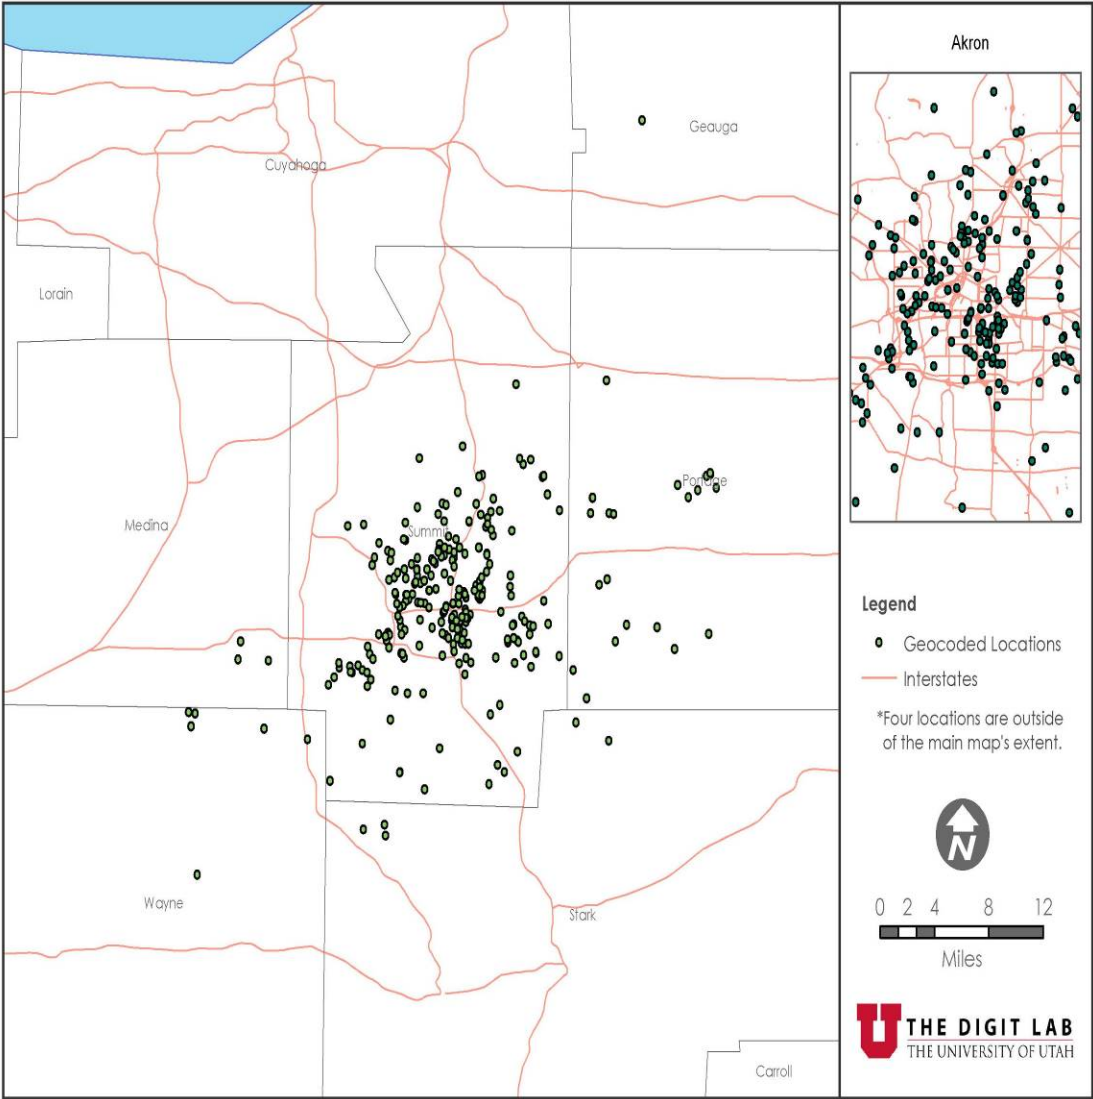 Geauga
Cuyahoga
Lorain
Portage
Medina
Summit
Wayne
Stark
Carroll
Akron
Legend
Geocoded Locations
Interstates
*Four locations are outside
of the main map's extent.
N
0 2 4 8 12
Miles
U THE DIGIT LAB
THE UNIVERSITY OF UTAH